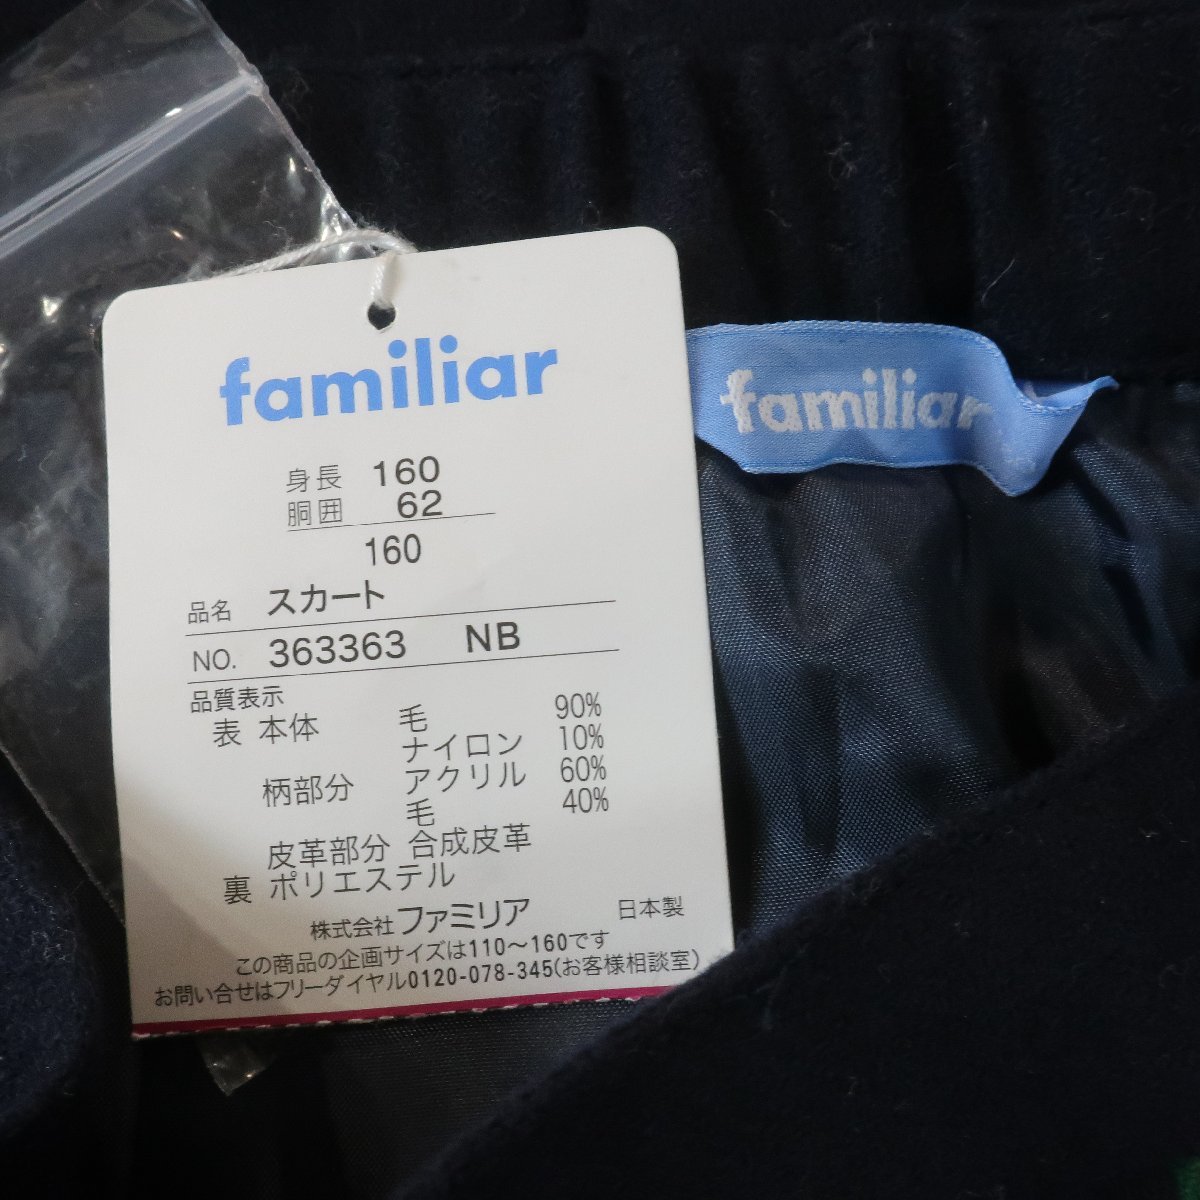 familiar
身長 160
胴囲 62
160
品名 スカート
NO. 363363 NB
品質表示
表 本体 毛 90%
ナイロン 10%
柄部分 アクリル 60%
毛 40%
皮革部分 合成皮革
裏 ポリエステル
株式会社 ファミリア 日本製
この商品の企画サイズは110～160です
お問い合せはフリーダイヤル0120-078-345(お客様相談室)
familiar